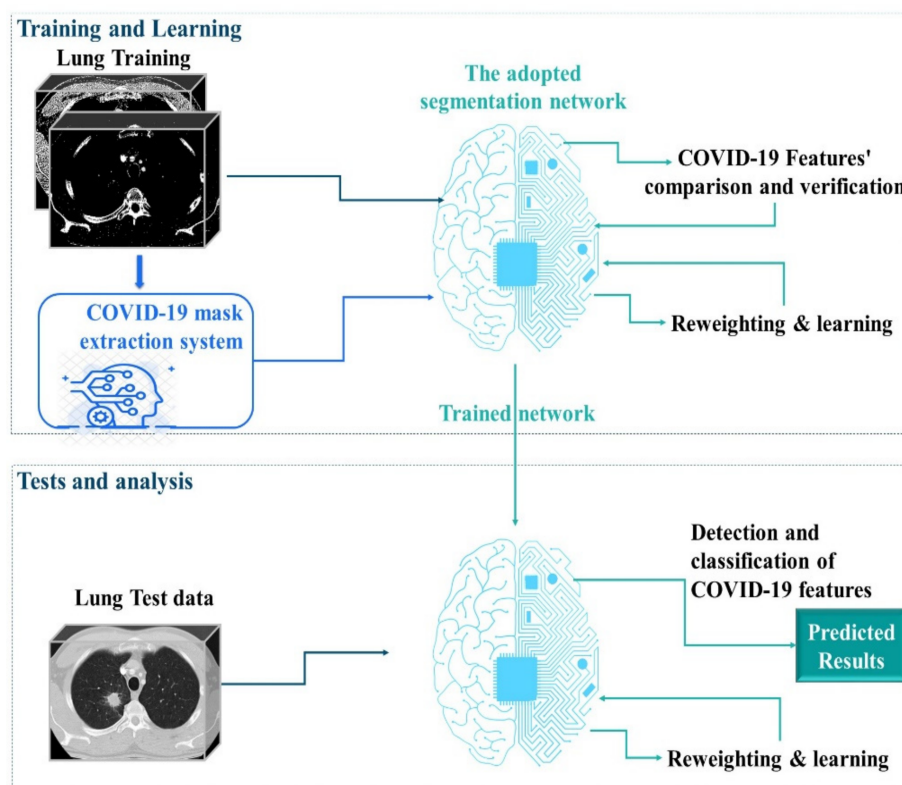 Training and Learning
Lung Training
The adopted
segmentation network
COVID-19 Features'
comparison and verification
COVID-19 mask
extraction system
Reweighting & learning
Trained network
Tests and analysis
Detection and
classification of
COVID-19 features
Lung Test data
Predicted
Results
Reweighting & learning